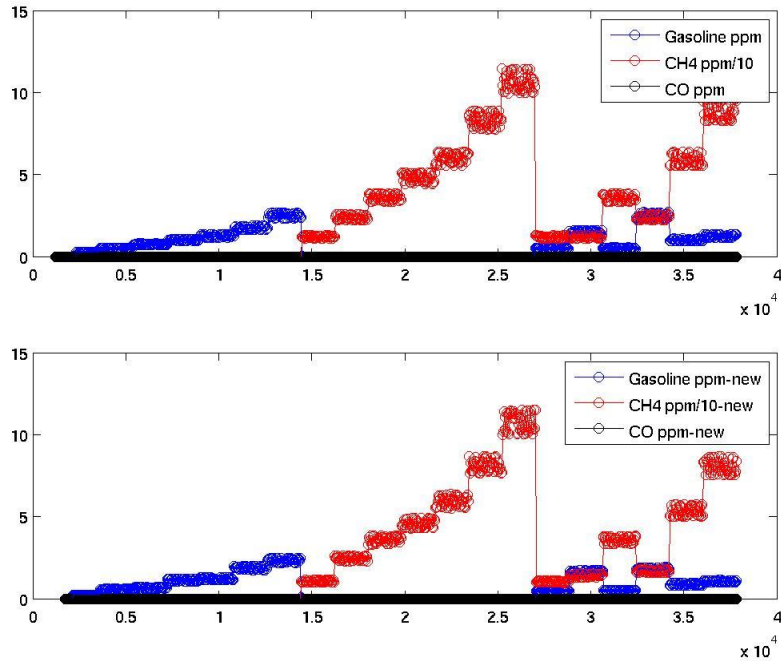 15
10
5
0
Gasoline ppm
CH4 ppm/10
CO ppm
0 0.5 1 1.5 2 2.5 3 3.5 4
x 10^4
15
10
5
0
Gasoline ppm-new
CH4 ppm/10-new
CO ppm-new
0 0.5 1 1.5 2 2.5 3 3.5 4
x 10^4